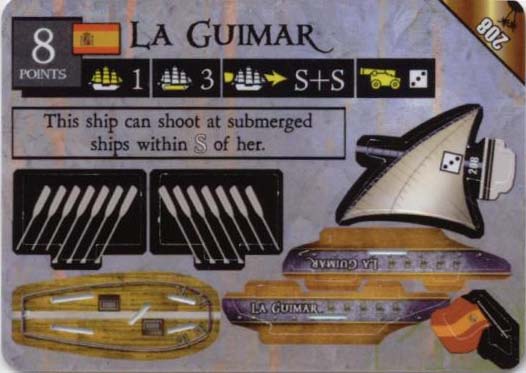 8
POINTS
LA GUIMAR
208
1
3
S+S
This ship can shoot at submerged
ships within S of her.
208
LA GUIMAR
LA GUIMAR